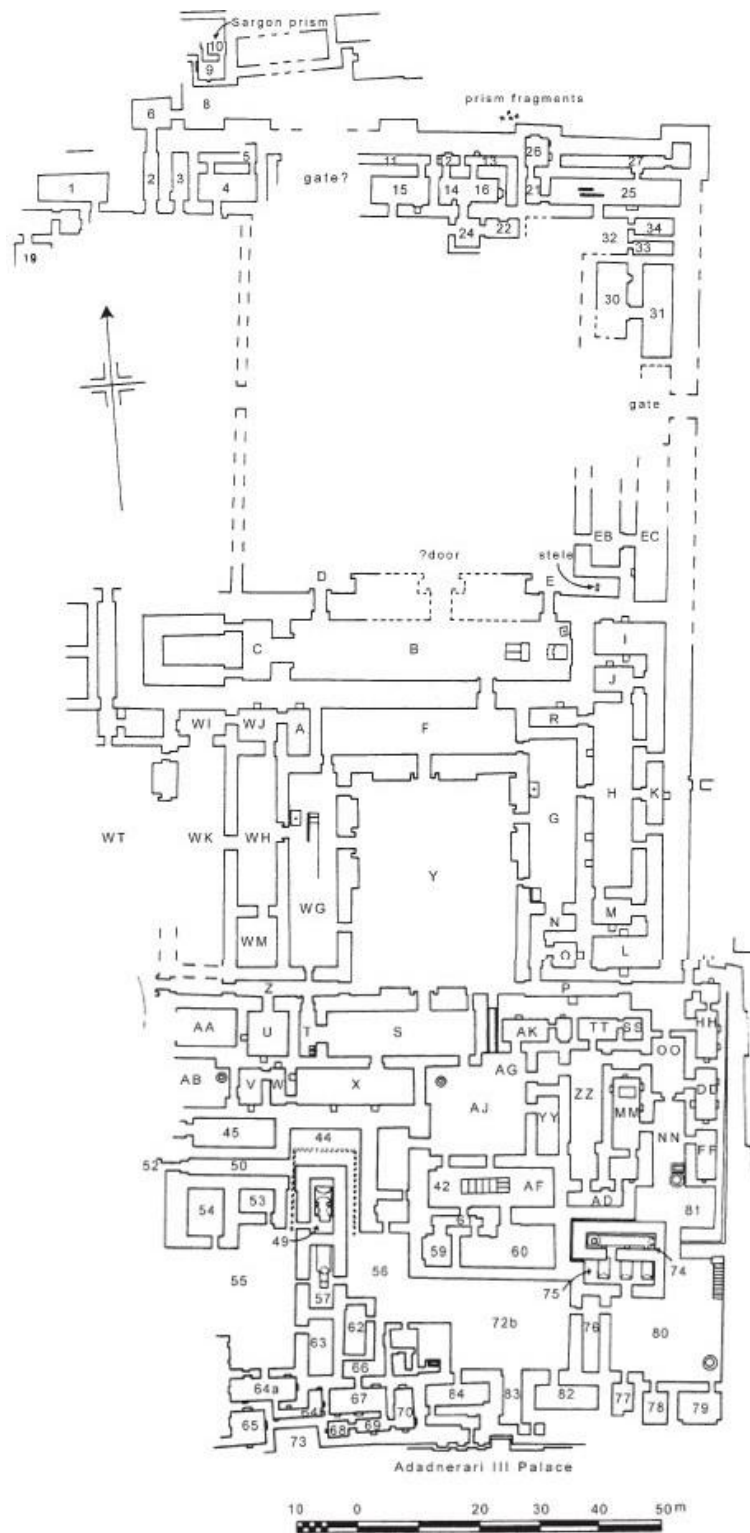 Sargon prism
10
9
8
prism fragments
6
26
5
11 12 13 27
gate?
1 2 3 4 15 14 16 21 25
24 22 32 34
33
19
30
31
gate
EB EC
?door stele
D E
C B I
J
WI WJ A F R
H K
G
WT WK WH Y
WG
M
WM N L
O
Z P
AA U T S AK TT SS HH
OO
AG
AB V W X AJ ZZ MM DD
YY
45 44 NN FF
52 50 42 AF
54 53 AD 81
49 59 60
55 56 74
57 75
62 72b 76 80
63
66
64a 67 84 83 82 77 78 79
65 68 69 70
73
Adadnerari III Palace
10 0 10 20 30 40 50 m